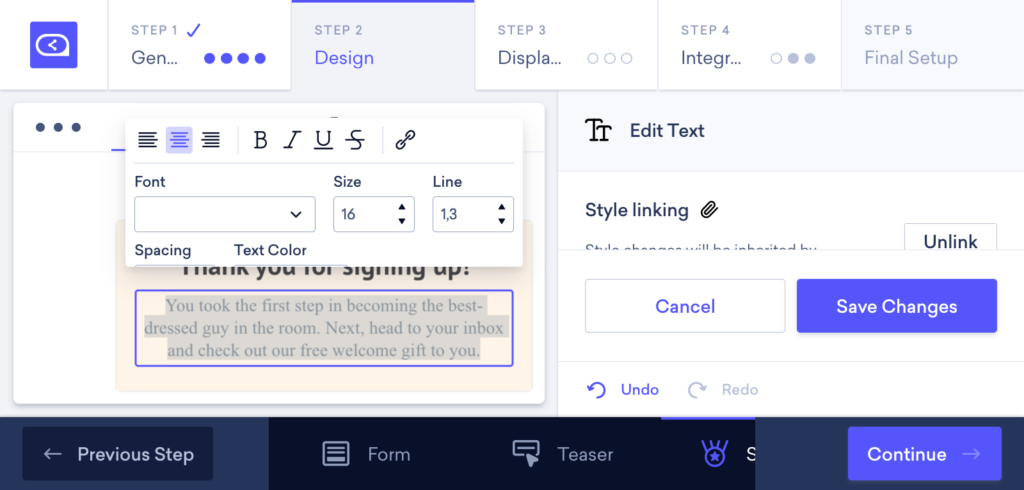 STEP 1
Gen...
STEP 2
Design
STEP 3
Displa...
STEP 4
Integr...
STEP 5
Final Setup
B I U S
Font
Size
Line
16
1,3
Spacing
Text Color
Thank you for signing up!
You took the first step in becoming the best-
dressed guy in the room. Next, head to your inbox
and check out our free welcome gift to you.
Tt
Edit Text
Style linking
Style changes will be inherited by
Unlink
Cancel
Save Changes
Undo
Redo
Previous Step
Form
Teaser
S
Continue